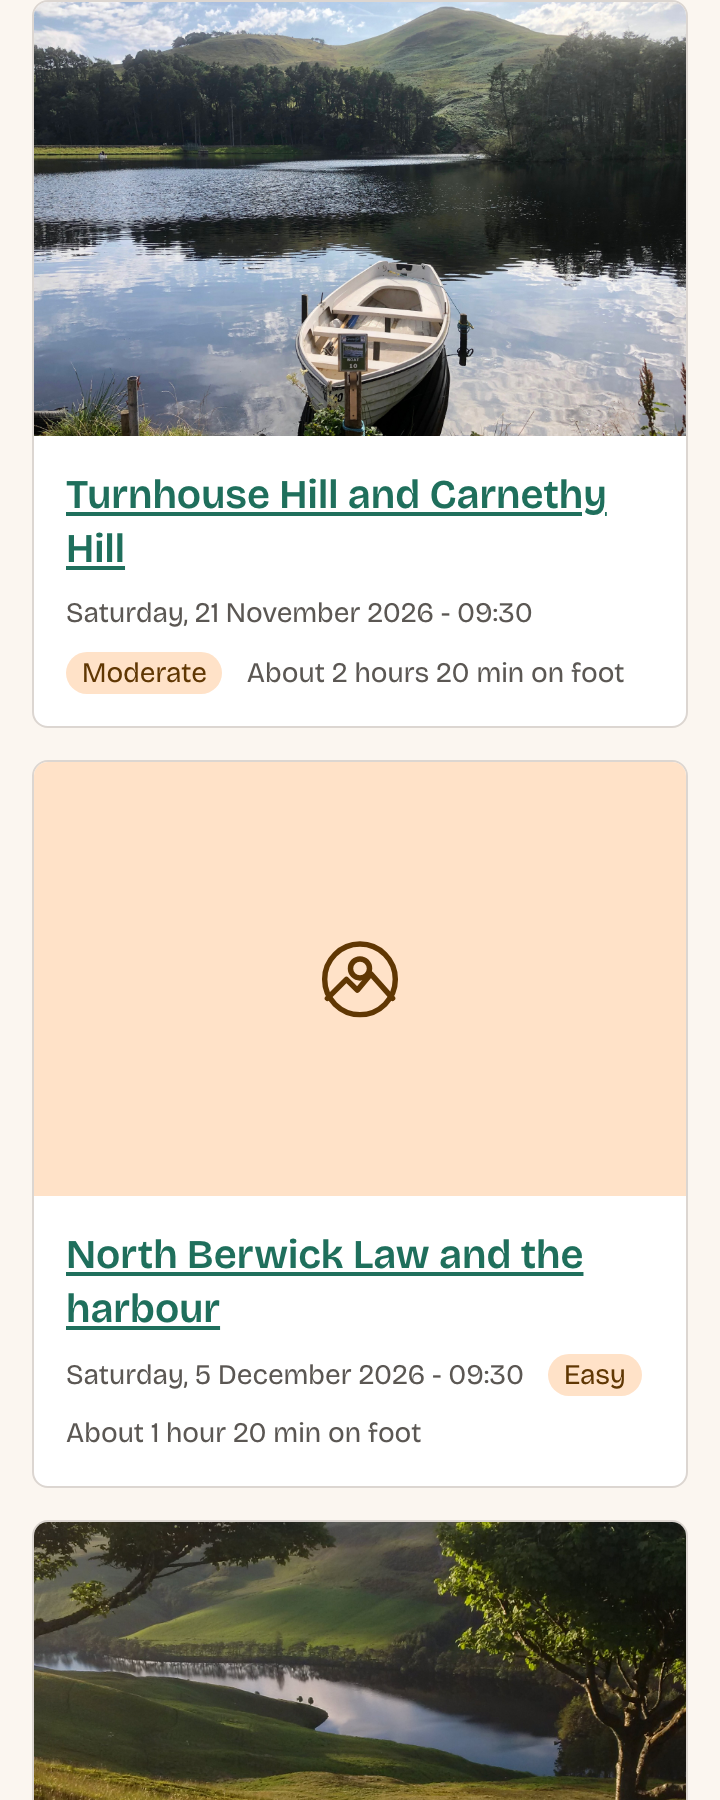 Turnhouse Hill and Carnethy
Hill
Saturday, 21 November 2026 - 09:30
Moderate About 2 hours 20 min on foot
North Berwick Law and the
harbour
Saturday, 5 December 2026 - 09:30 Easy
About 1 hour 20 min on foot